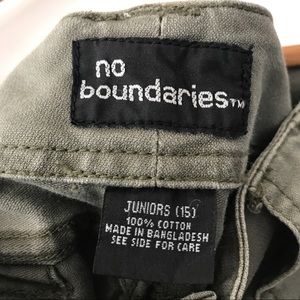 no
boundaries™
JUNIORS (15)
100% COTTON
MADE IN BANGLADESH
SEE SIDE FOR CARE